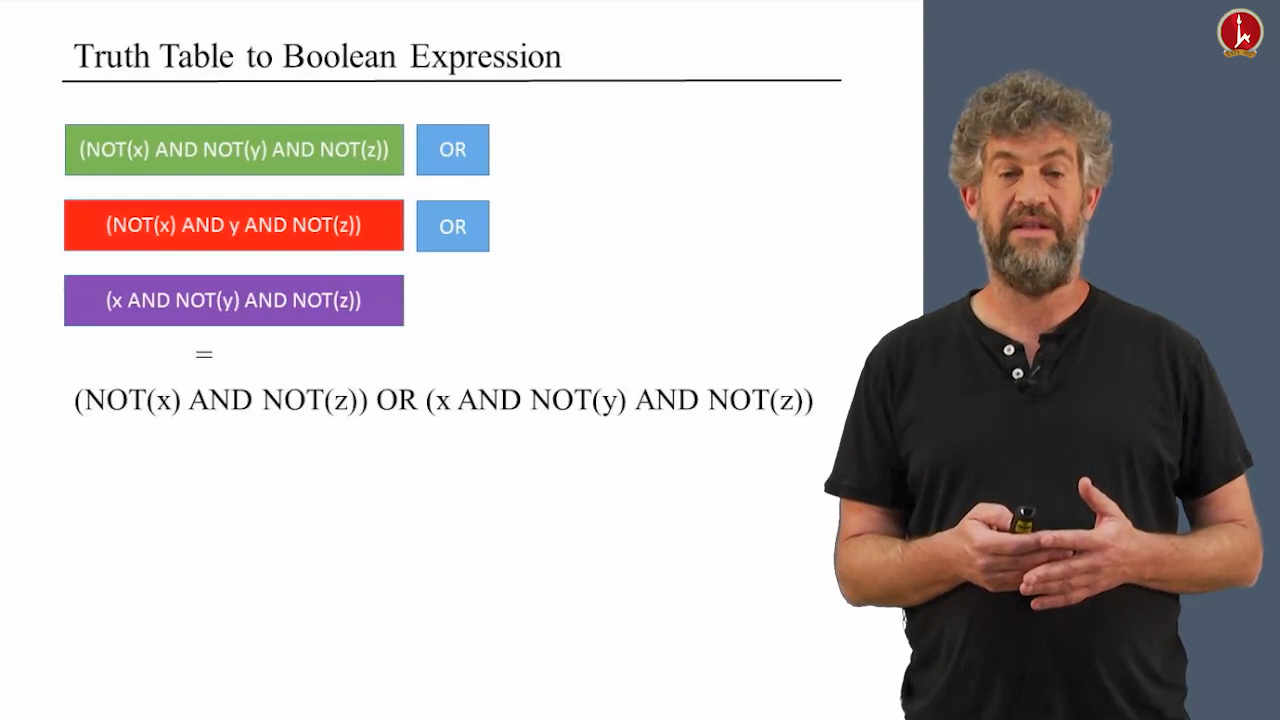 Truth Table to Boolean Expression
(NOT(x) AND NOT(y) AND NOT(z)) OR
(NOT(x) AND y AND NOT(z)) OR
(x AND NOT(y) AND NOT(z))
=
(NOT(x) AND NOT(z)) OR (x AND NOT(y) AND NOT(z))